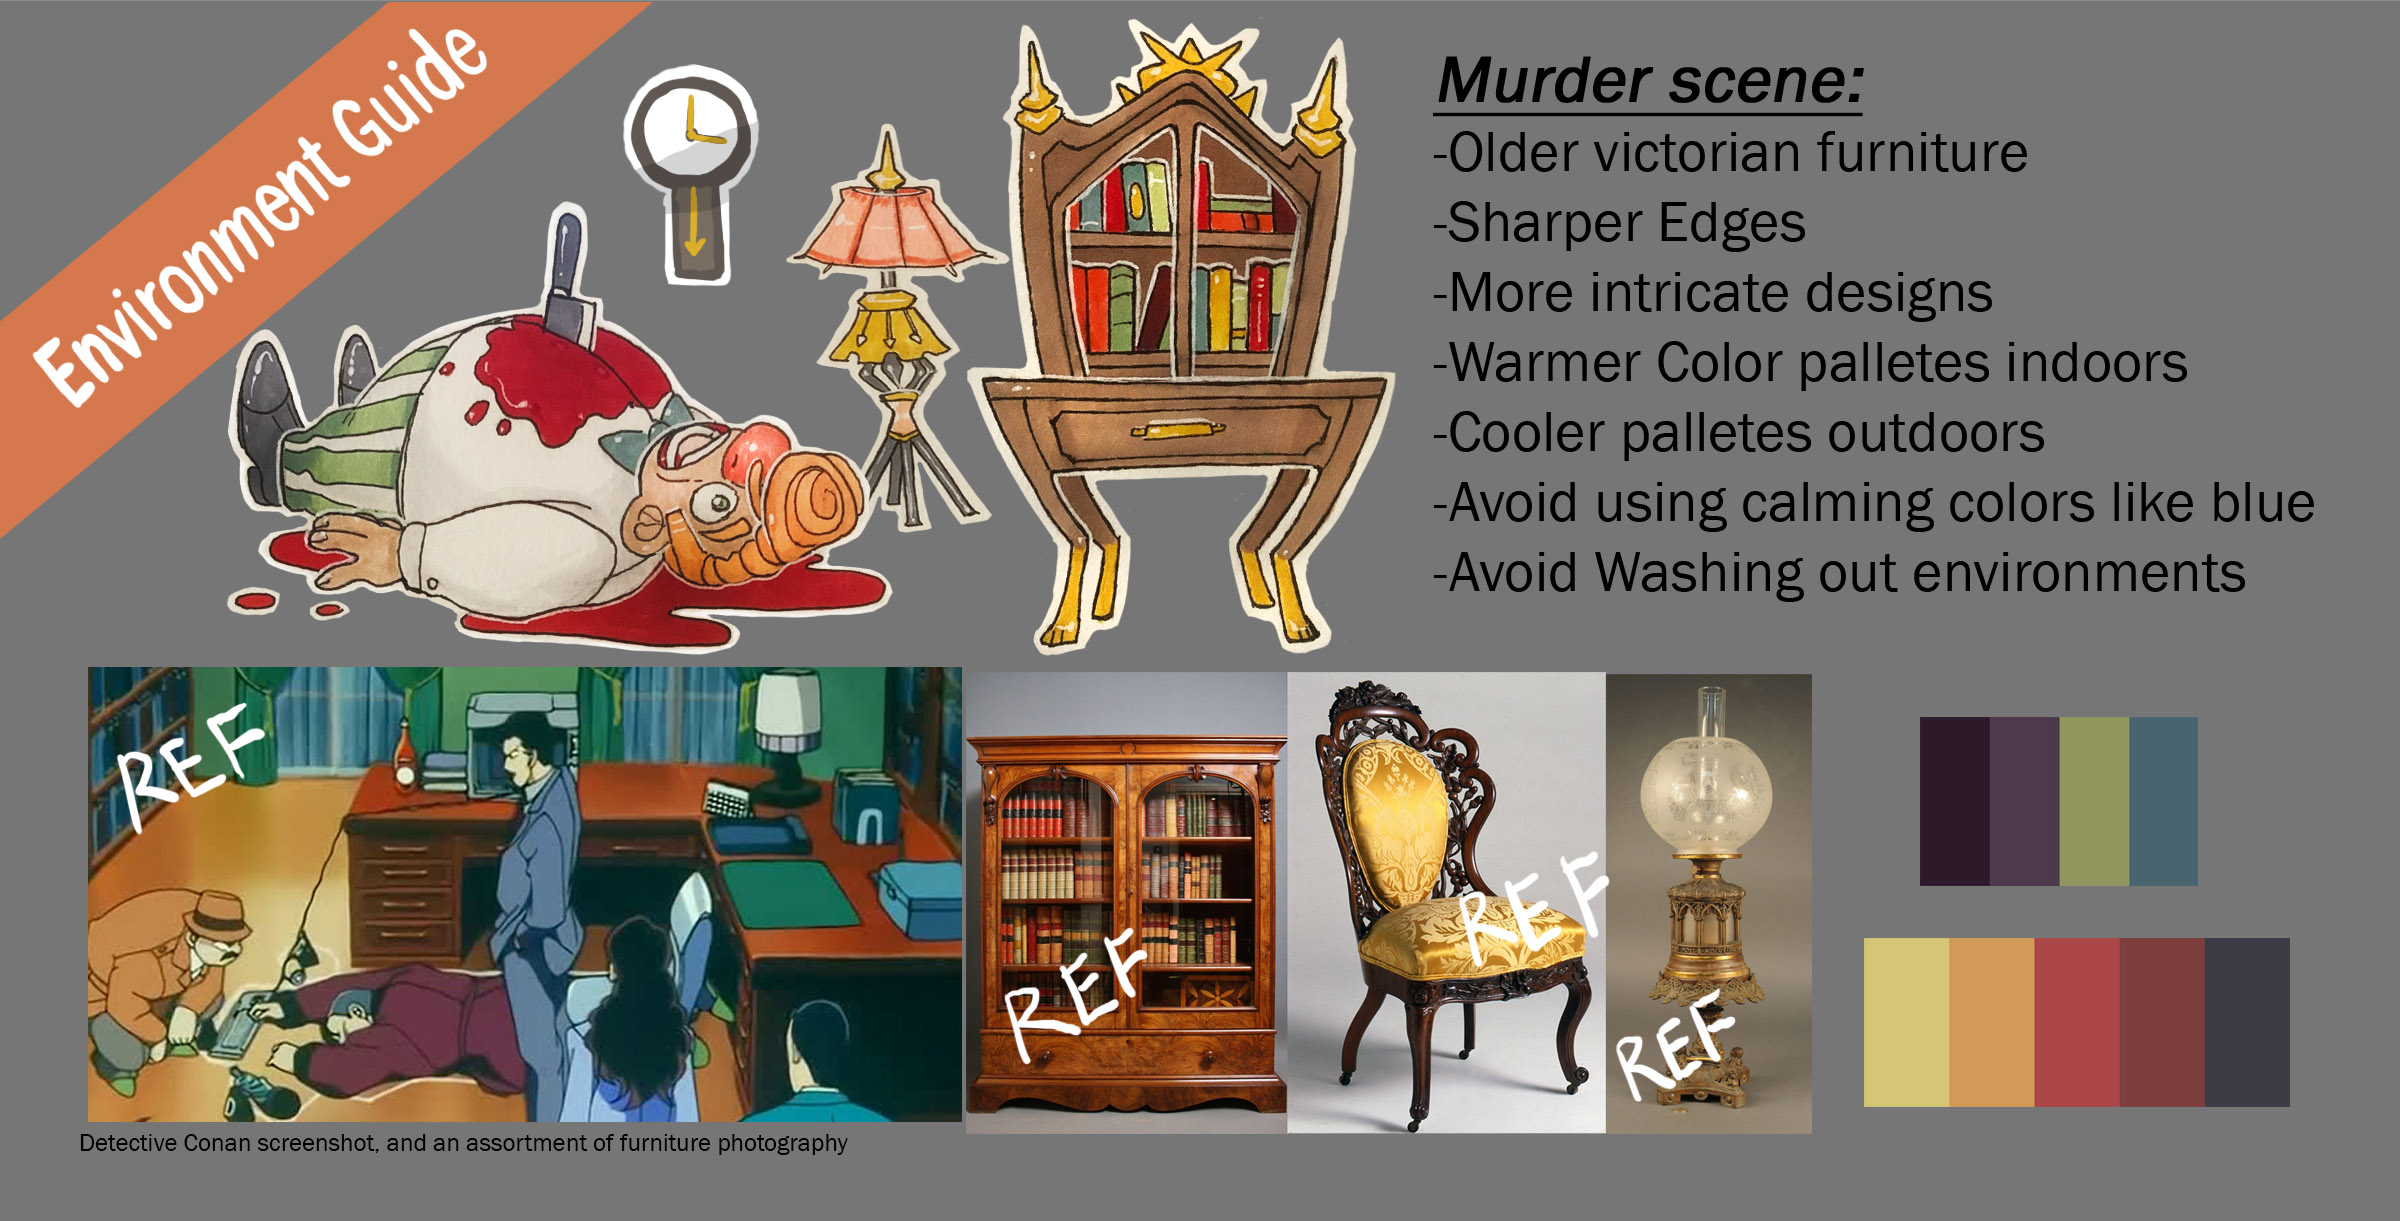 Environment Guide
Murder scene:
-Older victorian furniture
-Sharper Edges
-More intricate designs
-Warmer Color palletes indoors
-Cooler palletes outdoors
-Avoid using calming colors like blue
-Avoid Washing out environments
REF
REF
REF
REF
Detective Conan screenshot, and an assortment of furniture photography